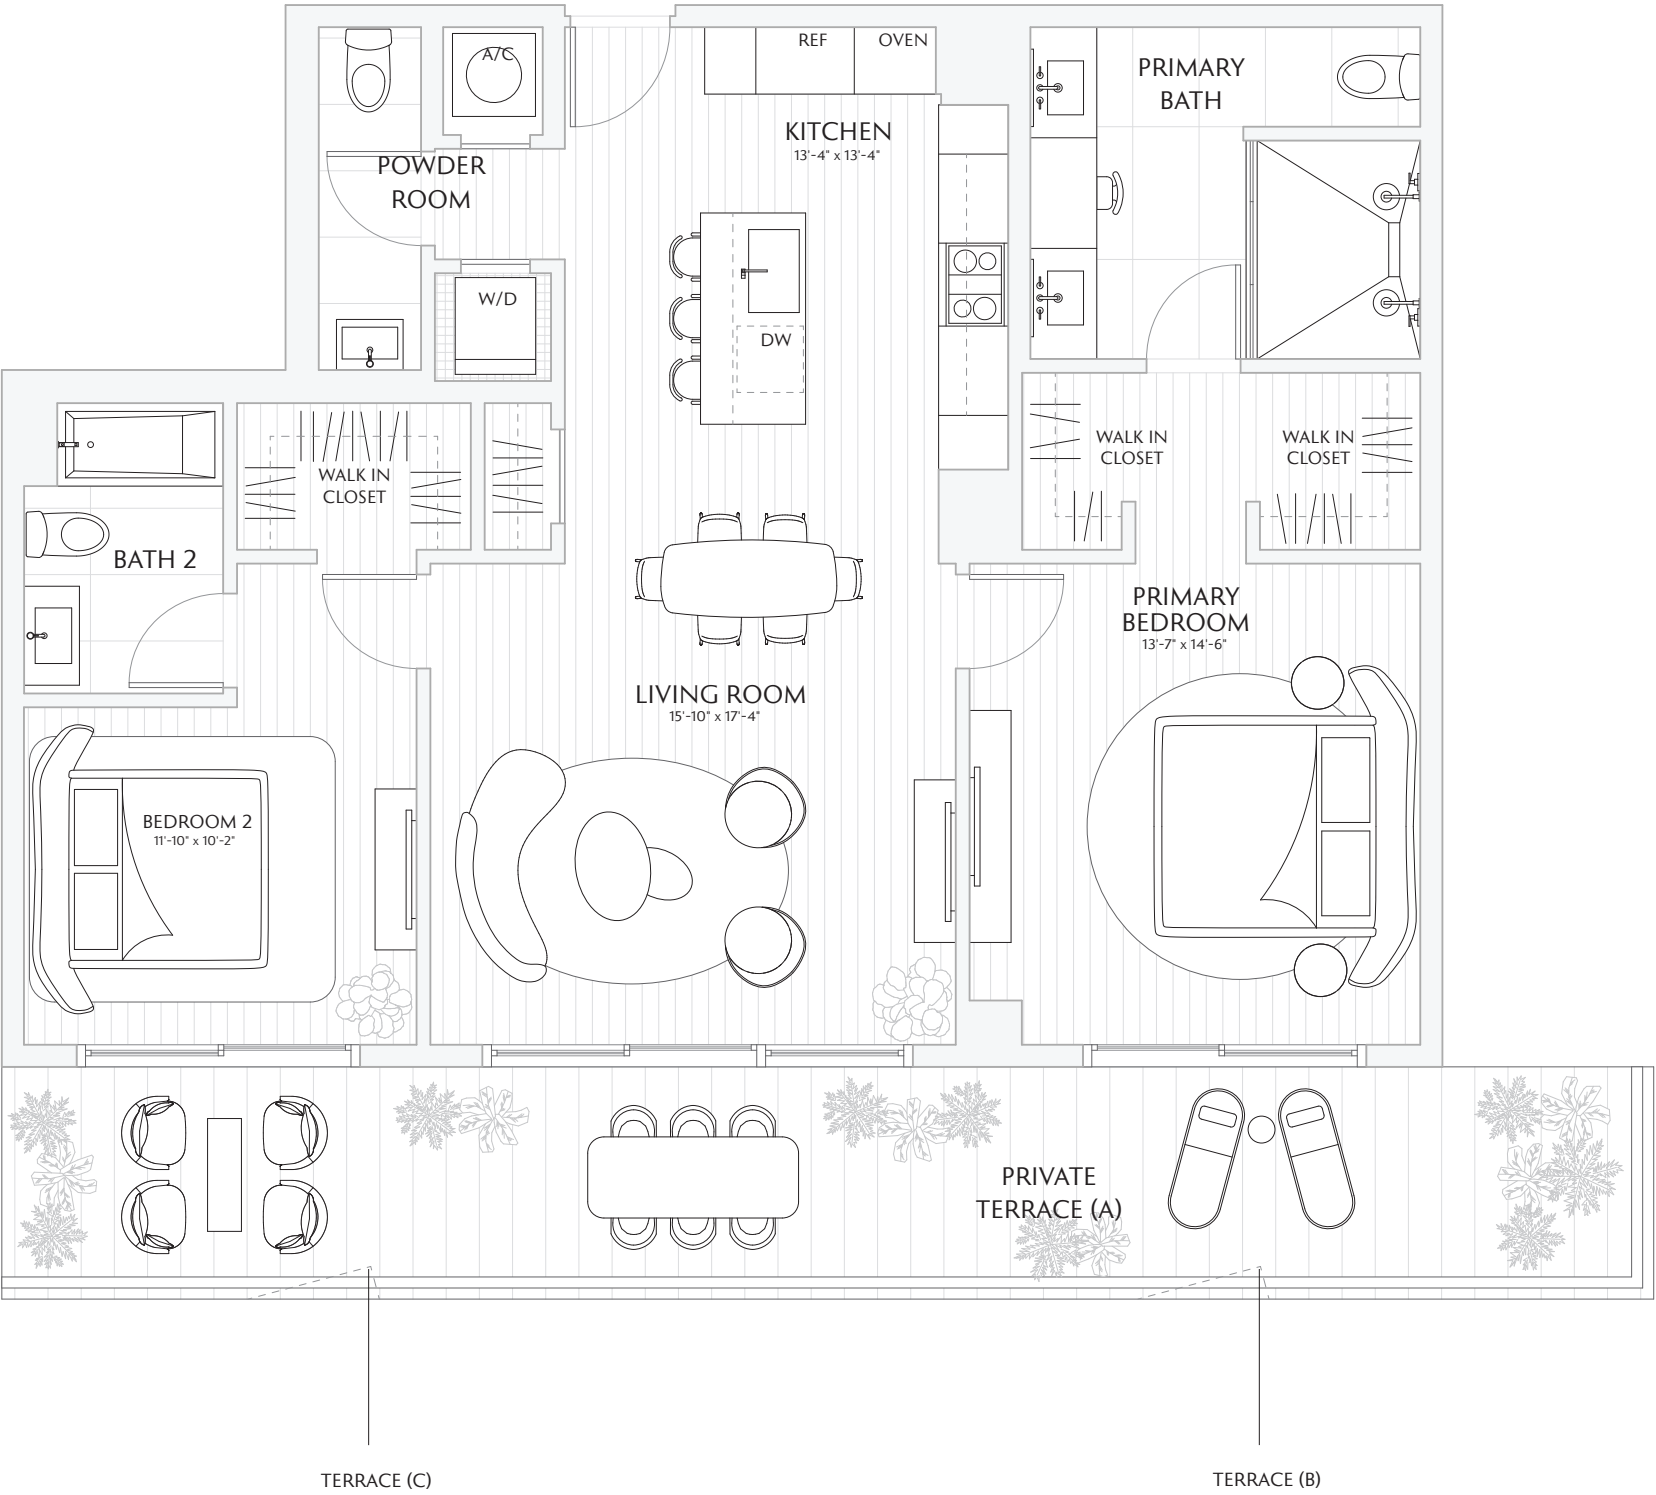 REF
OVEN
A/C
PRIMARY
BATH
KITCHEN
13'-4" x 13'-4"
POWDER
ROOM
W/D
DW
WALK IN
CLOSET
WALK IN
CLOSET
WALK IN
CLOSET
BATH 2
PRIMARY
BEDROOM
13'-7" x 14'-6"
LIVING ROOM
15'-10" x 17'-4"
BEDROOM 2
11'-10" x 10'-2"
PRIVATE
TERRACE (A)
TERRACE (C)
TERRACE (B)